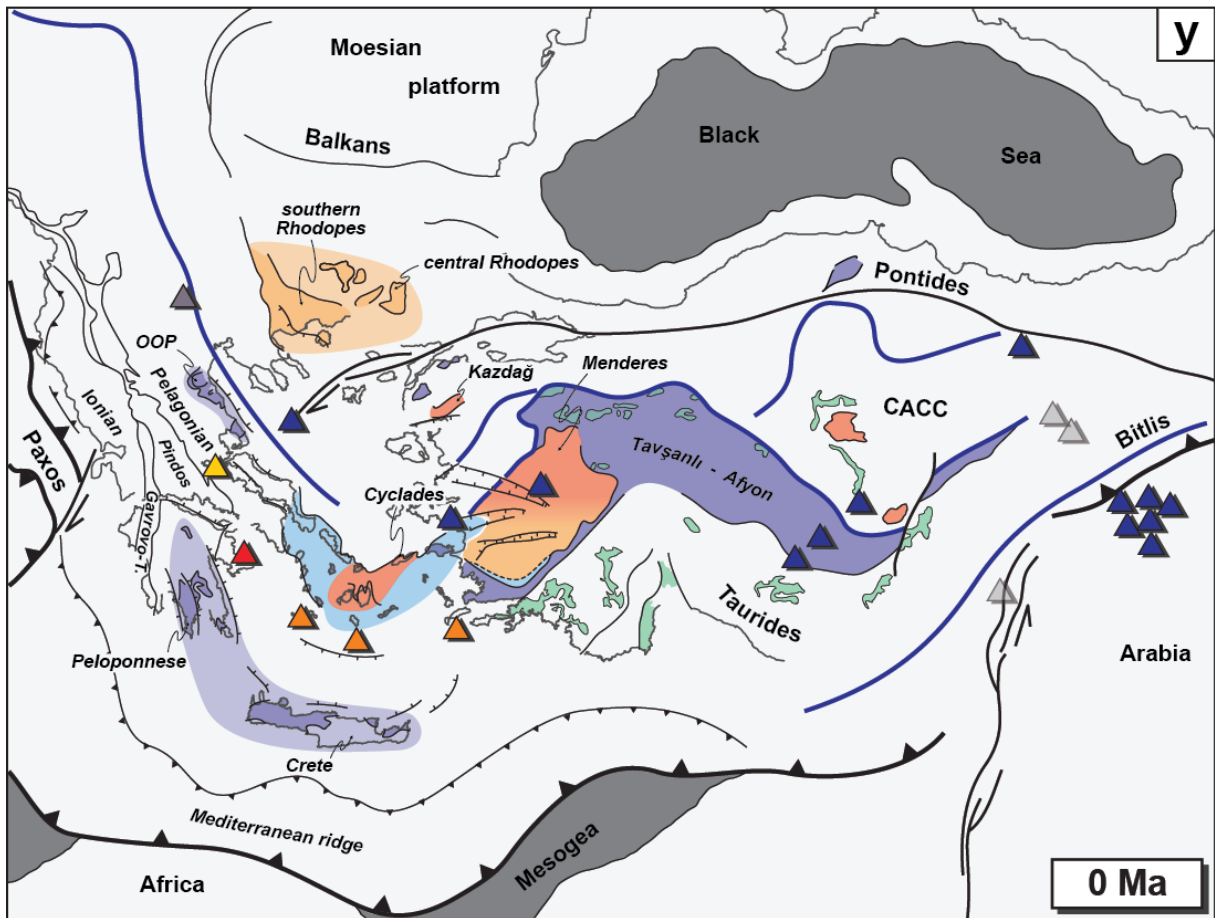 y
Moesian
platform
Balkans
Black
Sea
southern
Rhodopes
central Rhodopes
Pontides
OOP
Kazdağ
Menderes
Pelagonian
Ionian
Paxos
Pindos
Gavrovo-T.
CACC
Bitlis
Tavşanlı - Afyon
Cyclades
Taurides
Peloponnese
Arabia
Crete
Mediterranean ridge
Mesogea
Africa
0 Ma